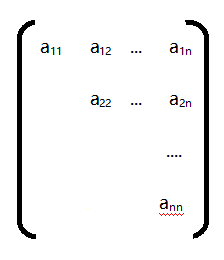 a₁₁ a₁₂ ... a₁ₙ
a₂₂ ... a₂ₙ
....
aₙₙ